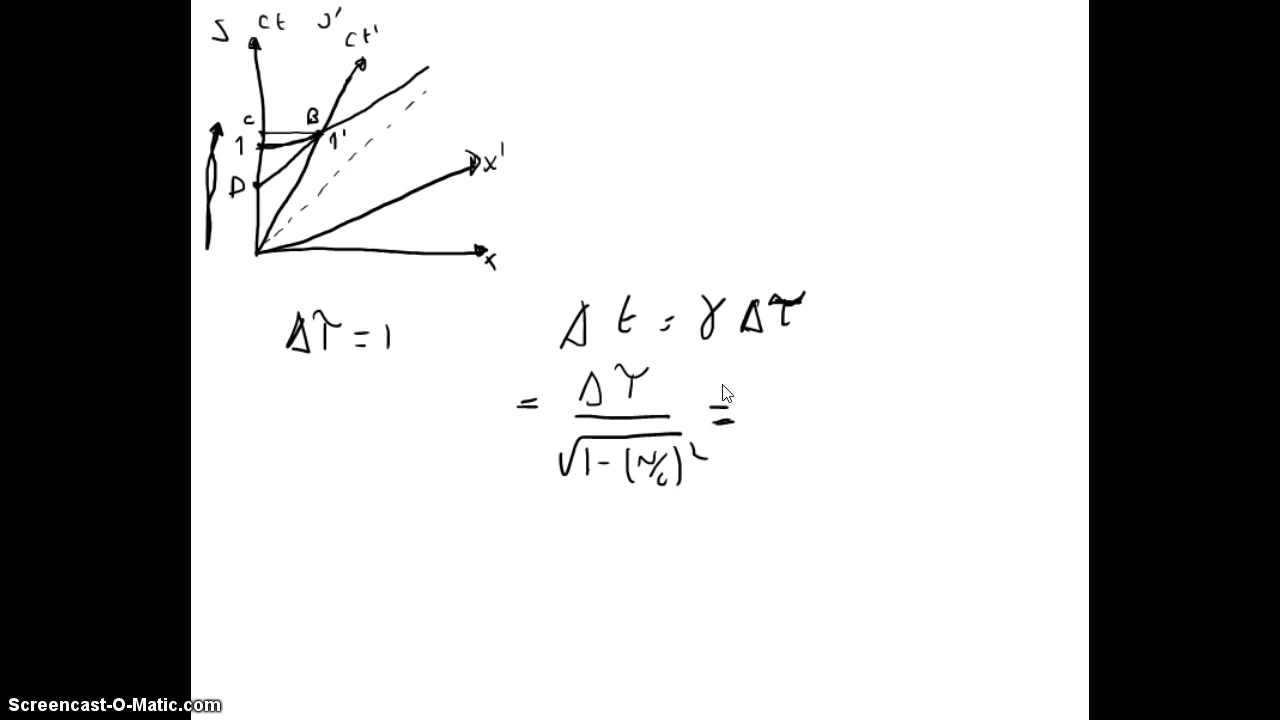 S ct S' ct'
C B
1 1'
D x'
x
Δτ = 1 Δt = γ Δτ
= Δτ / √1 - (v/c)² =
Screencast-O-Matic.com